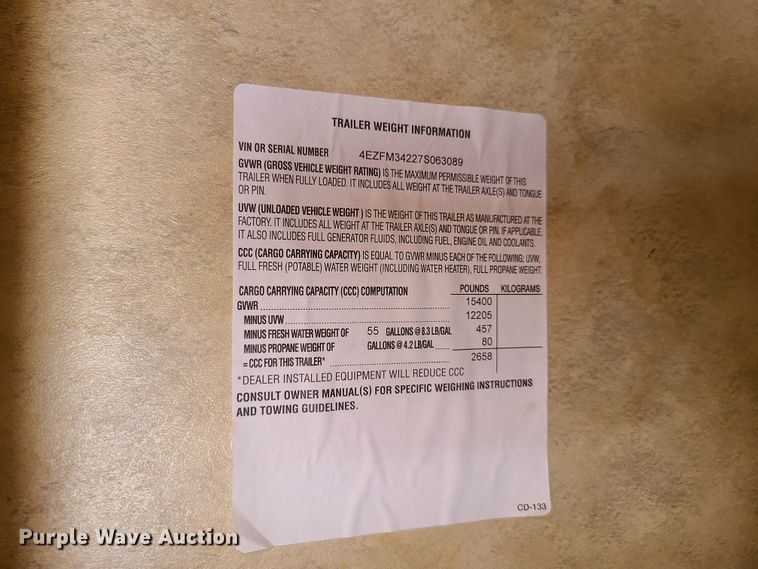 TRAILER WEIGHT INFORMATION
VIN OR SERIAL NUMBER 4EZFM34227S063089
GVWR (GROSS VEHICLE WEIGHT RATING) IS THE MAXIMUM PERMISSIBLE WEIGHT OF THIS
TRAILER WHEN FULLY LOADED. IT INCLUDES ALL WEIGHT AT THE TRAILER AXLE(S) AND TONGUE
OR PIN.
UVW (UNLOADED VEHICLE WEIGHT ) IS THE WEIGHT OF THIS TRAILER AS MANUFACTURED AT THE
FACTORY. IT INCLUDES ALL WEIGHT AT THE TRAILER AXLE(S) AND TONGUE OR PIN. IF APPLICABLE,
IT ALSO INCLUDES FULL GENERATOR FLUIDS, INCLUDING FUEL, ENGINE OIL AND COOLANTS.
CCC (CARGO CARRYING CAPACITY) IS EQUAL TO GVWR MINUS EACH OF THE FOLLOWING: UVW,
FULL FRESH (POTABLE) WATER WEIGHT (INCLUDING WATER HEATER), FULL PROPANE WEIGHT.
CARGO CARRYING CAPACITY (CCC) COMPUTATION POUNDS KILOGRAMS
GVWR 15400
MINUS UVW 12205
MINUS FRESH WATER WEIGHT OF 55 GALLONS @ 8.3 LB/GAL 457
MINUS PROPANE WEIGHT OF GALLONS @ 4.2 LB/GAL 80
= CCC FOR THIS TRAILER* 2658
*DEALER INSTALLED EQUIPMENT WILL REDUCE CCC
CONSULT OWNER MANUAL(S) FOR SPECIFIC WEIGHING INSTRUCTIONS
AND TOWING GUIDELINES.
CD-133
Purple Wave Auction